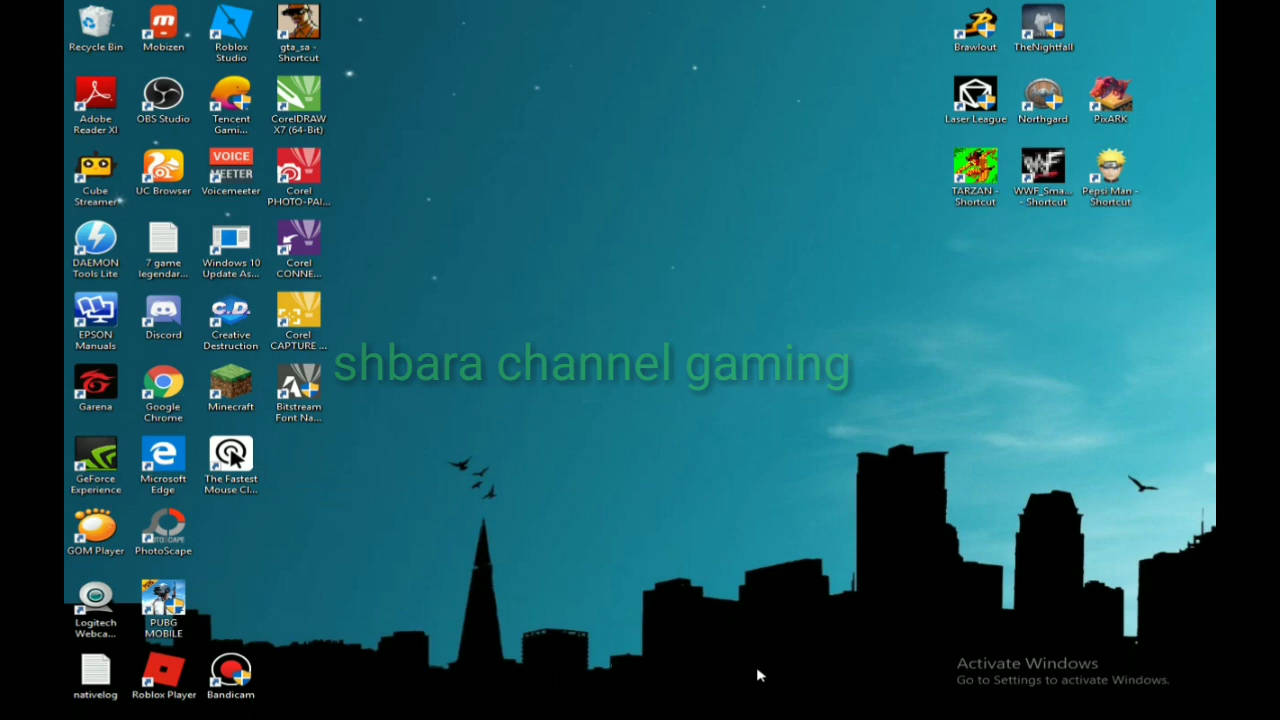 Recycle Bin
Mobizen
Roblox
Studio
gta_sa -
Shortcut
Brawlout
TheNightfall
Adobe
Reader XI
OBS Studio
Tencent
Gami...
CorelDRAW
X7 (64-Bit)
Laser League
Northgard
PixARK
Cube
Streamer
UC Browser
VOICE
MEETER
Voicemeeter
Corel
PHOTO-PAI...
TARZAN -
Shortcut
WWF_Sma...
- Shortcut
Pepsi Man -
Shortcut
DAEMON
Tools Lite
7 game
legendar...
Windows 10
Update As...
Corel
CONNE...
EPSON
Manuals
Discord
C.D.
Creative
Destruction
Corel
CAPTURE ...
shbara channel gaming
Garena
Google
Chrome
Minecraft
Bitstream
Font Na...
GeForce
Experience
Microsoft
Edge
The Fastest
Mouse Cl...
GOM Player
PhotoScape
Logitech
Webca...
PUBG
MOBILE
nativelog
Roblox Player
Bandicam
Activate Windows
Go to Settings to activate Windows.